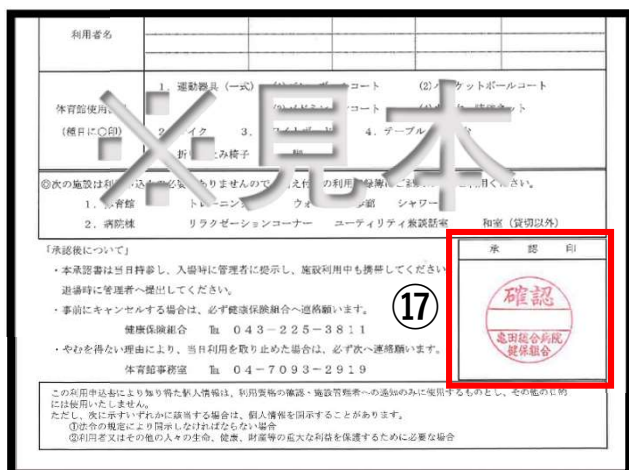 利用者名
※見本
体育館使用
(種目に○印)
1. 運動器具(一式) コート (2)バスケットボールコート
コート
2. マイク 3. 4. テーブル
折りたたみ椅子
◎次の施設は利用 必要ありませんので 利用 ください。
1. 体育館 トレーニング シャワー
2. 病院棟 リラクゼーションコーナー ユーティリティ兼談話室 和室(貸切以外)
「承認後について」
・本承認書は当日持参し、入場時に管理者に提示し、施設利用中も携帯してください
退場時に管理者へ提出してください。
・事前にキャンセルする場合は、必ず健康保険組合へ連絡願います。
健康保険組合 ℡ 043-225-3811
・やむを得ない理由により、当日利用を取り止めた場合は、必ず次へ連絡願います。
体育館事務室 ℡ 04-7093-2919
⑰
承認印
確認
亀田総合病院
健保組合
この利用申込書により知り得た個人情報は、利用資格の確認・施設管理者への通知のみに使用するものとし、その他の目的
には使用いたしません。
ただし、次に示すいずれかに該当する場合は、個人情報を開示することがあります。
①法令の規定により開示しなければならない場合
②利用者又はその他の人々の生命、健康、財産等の重大な利益を保護するために必要な場合